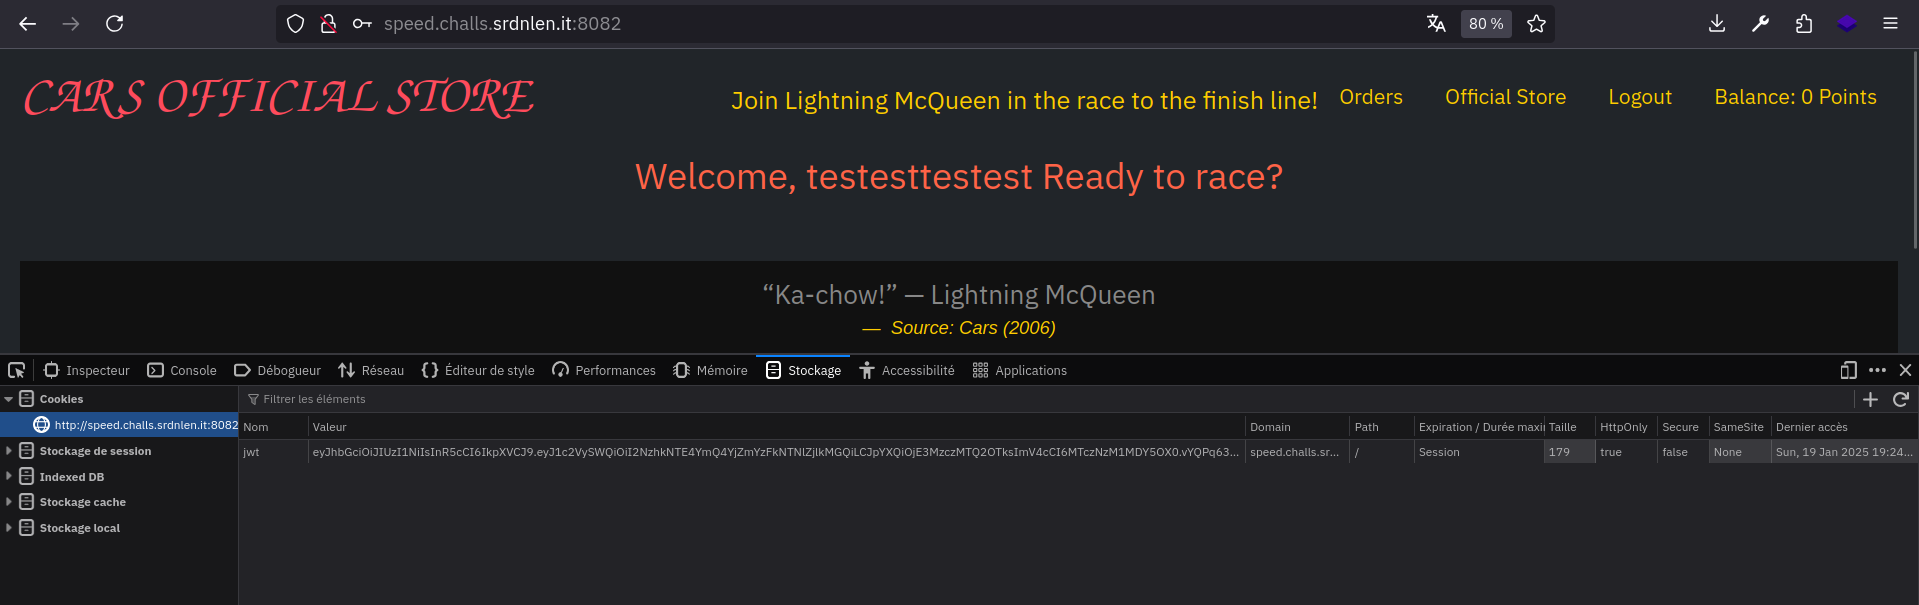 speed.challs.srdnlen.it:8082
80 %
CARS OFFICIAL STORE
Join Lightning McQueen in the race to the finish line!
Orders
Official Store
Logout
Balance: 0 Points
Welcome, testesttestest Ready to race?
“Ka-chow!” — Lightning McQueen
— Source: Cars (2006)
Inspecteur
Console
Débogueur
Réseau
Éditeur de style
Performances
Mémoire
Stockage
Accessibilité
Applications
Cookies
http://speed.challs.srdnlen.it:8082
Stockage de session
Indexed DB
Stockage cache
Stockage local
Filtrer les éléments
Nom
Valeur
Domain
Path
Expiration / Durée maxi
Taille
HttpOnly
Secure
SameSite
Dernier accès
jwt
eyJhbGciOiJIUzI1NiIsInR5cCI6IkpXVCJ9.eyJ1c2VySWQiOiI2NzhkNTE4YmQ4YjZmYzFkNTNlZjlkMGQiLCJpYXQiOjE3MzczMTQ2OTksImV4cCI6MTczNzM1MDY5OX0.vYQPq63...
speed.challs.sr...
/
Session
179
true
false
None
Sun, 19 Jan 2025 19:24...